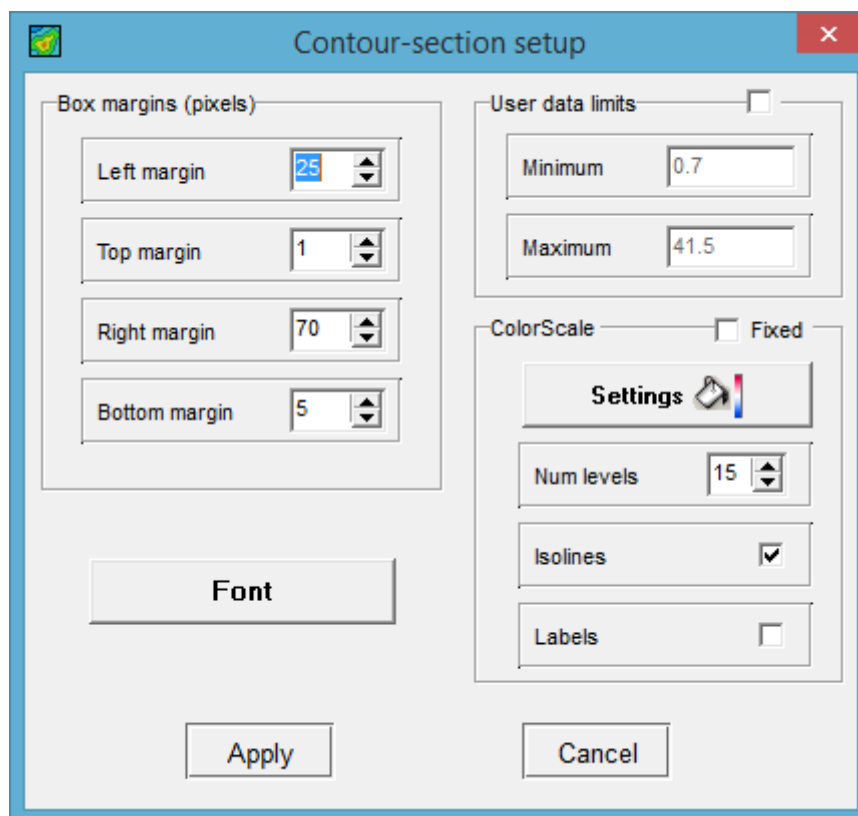 Contour-section setup
Box margins (pixels)
Left margin 25
Top margin 1
Right margin 70
Bottom margin 5
Font
User data limits
Minimum 0.7
Maximum 41.5
ColorScale Fixed
Settings
Num levels 15
Isolines
Labels
Apply
Cancel